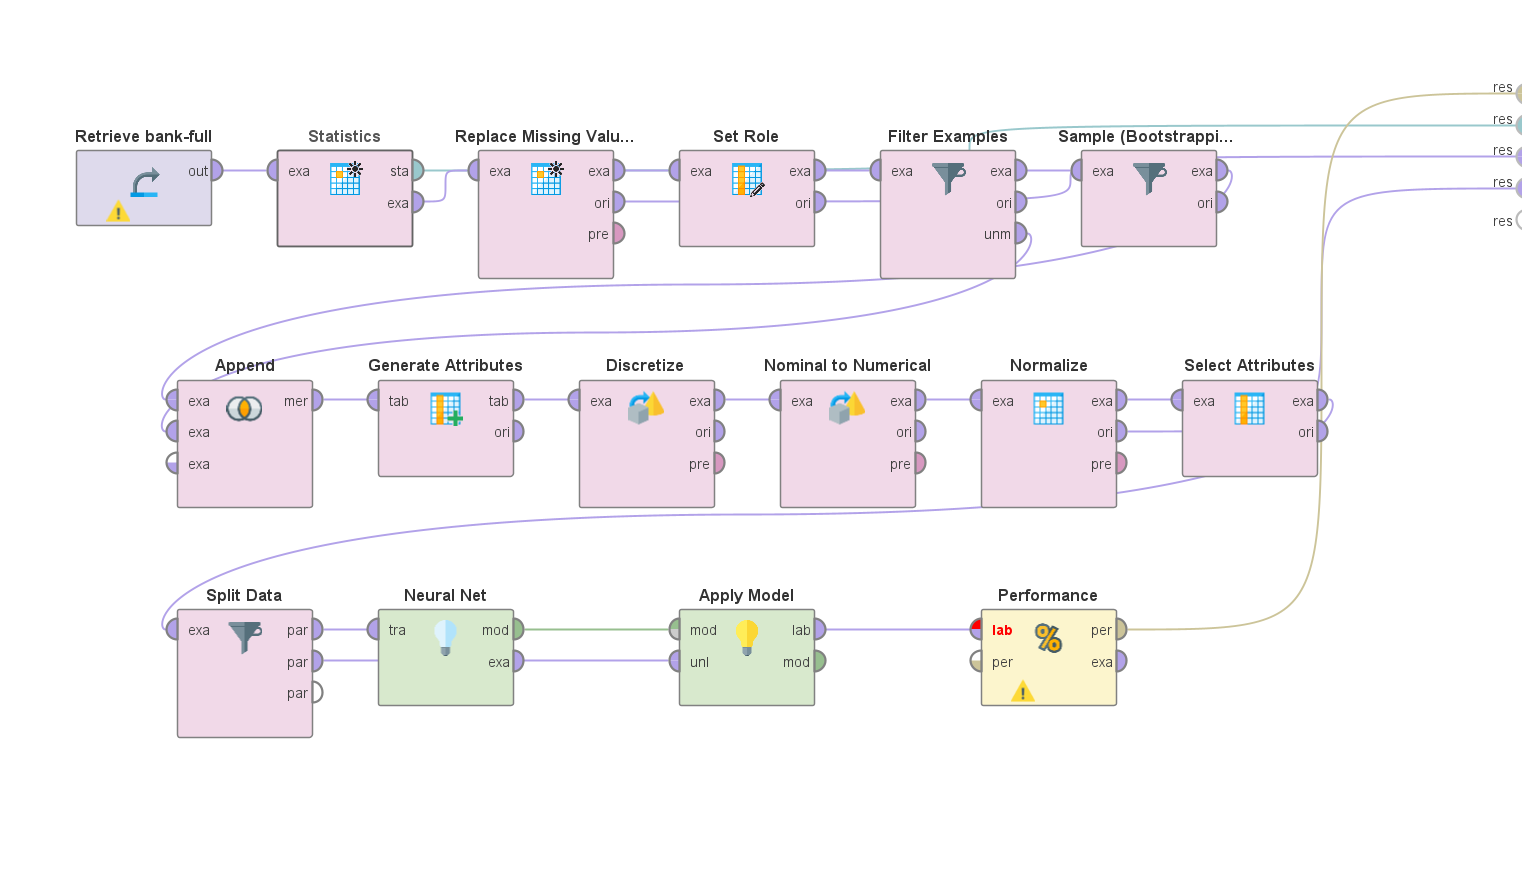 res
res
Retrieve bank-full
Statistics
Replace Missing Valu...
Set Role
Filter Examples
Sample (Bootstrappi...
res
out
exa
sta
exa
exa
exa
exa
exa
exa
exa
exa
res
exa
ori
ori
ori
ori
res
pre
unm
Append
Generate Attributes
Discretize
Nominal to Numerical
Normalize
Select Attributes
exa
mer
tab
tab
exa
exa
exa
exa
exa
exa
exa
exa
exa
ori
ori
ori
ori
ori
exa
pre
pre
pre
Split Data
Neural Net
Apply Model
Performance
exa
par
tra
mod
mod
lab
lab
per
par
exa
unl
mod
per
exa
par